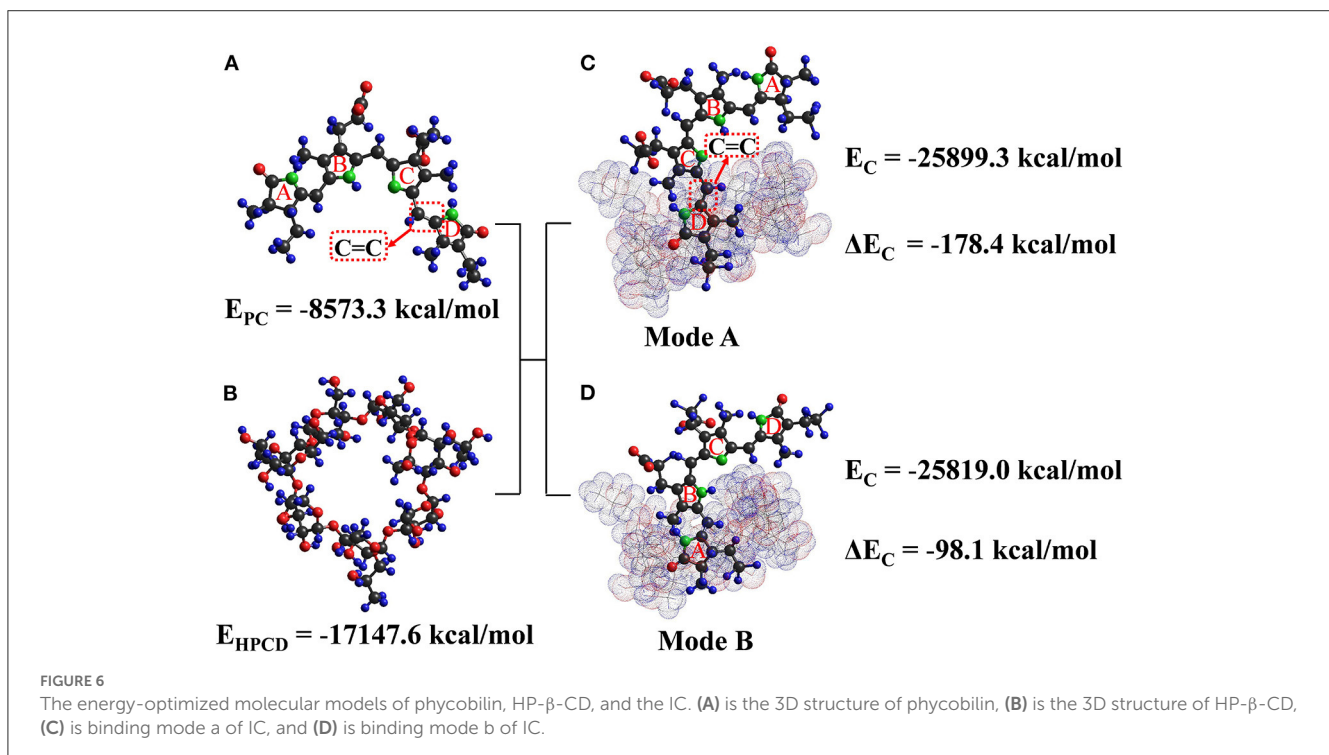 A
A
B
C
D
C=C
E_PC = -8573.3 kcal/mol
B
E_HPCD = -17147.6 kcal/mol
C
A
B
C=C
C
D
Mode A
E_C = -25899.3 kcal/mol
ΔE_C = -178.4 kcal/mol
D
D
C
B
A
Mode B
E_C = -25819.0 kcal/mol
ΔE_C = -98.1 kcal/mol
FIGURE 6
The energy-optimized molecular models of phycobilin, HP-β-CD, and the IC. (A) is the 3D structure of phycobilin, (B) is the 3D structure of HP-β-CD,
(C) is binding mode a of IC, and (D) is binding mode b of IC.